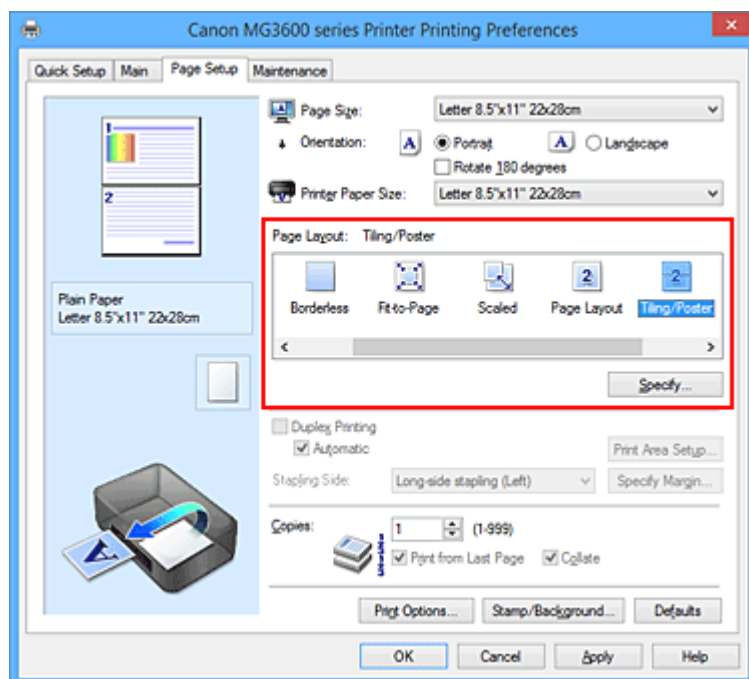 Canon MG3600 series Printer Printing Preferences
Quick Setup Main Page Setup Maintenance
1
2
Plain Paper
Letter 8.5"x11" 22x28cm
Page Size: Letter 8.5"x11" 22x28cm
Orientation: A Portrait A Landscape
Rotate 180 degrees
Printer Paper Size: Letter 8.5"x11" 22x28cm
Page Layout: Tiling/Poster
2 -2-
Borderless Fit-to-Page Scaled Page Layout Tiling/Poster
Specify...
Duplex Printing
Automatic
Print Area Setup...
Stapling Side: Long-side stapling (Left) Specify Margin...
A
Copies: 1 (1-999)
Print from Last Page Collate
Print Options... Stamp/Background... Defaults
OK Cancel Apply Help